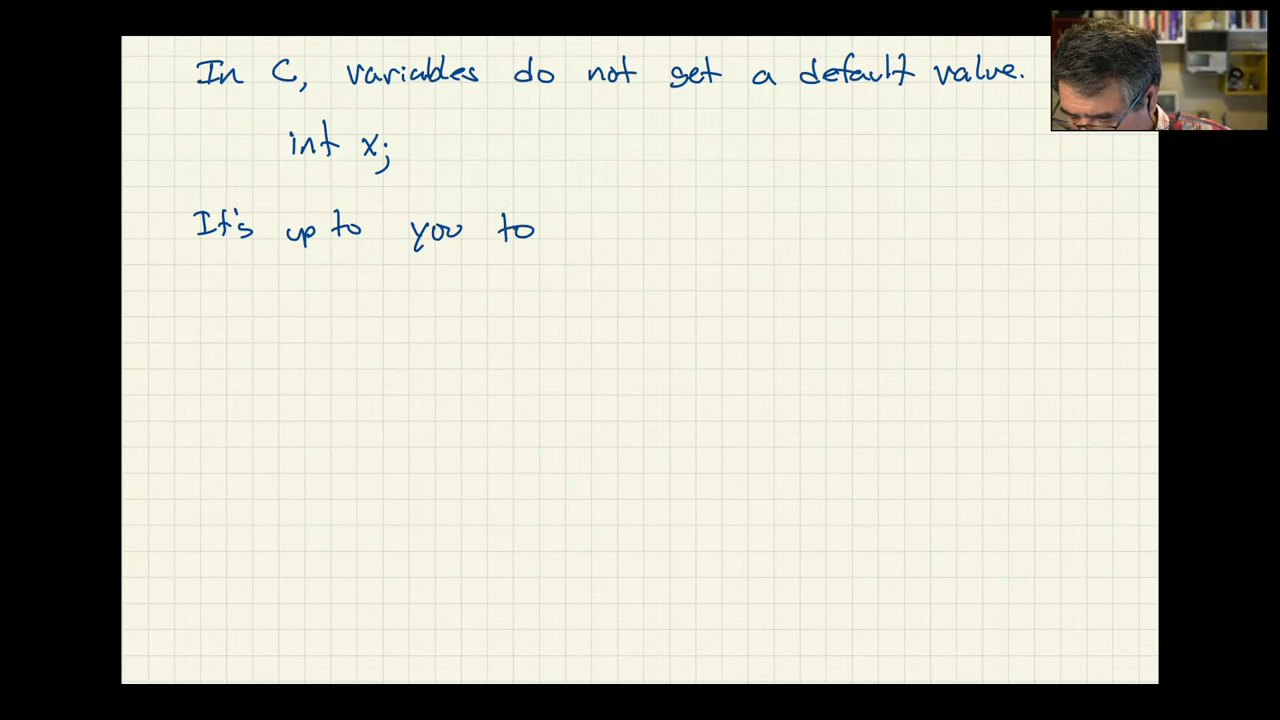 In C, variables do not get a default value.
int x;
It's up to you to